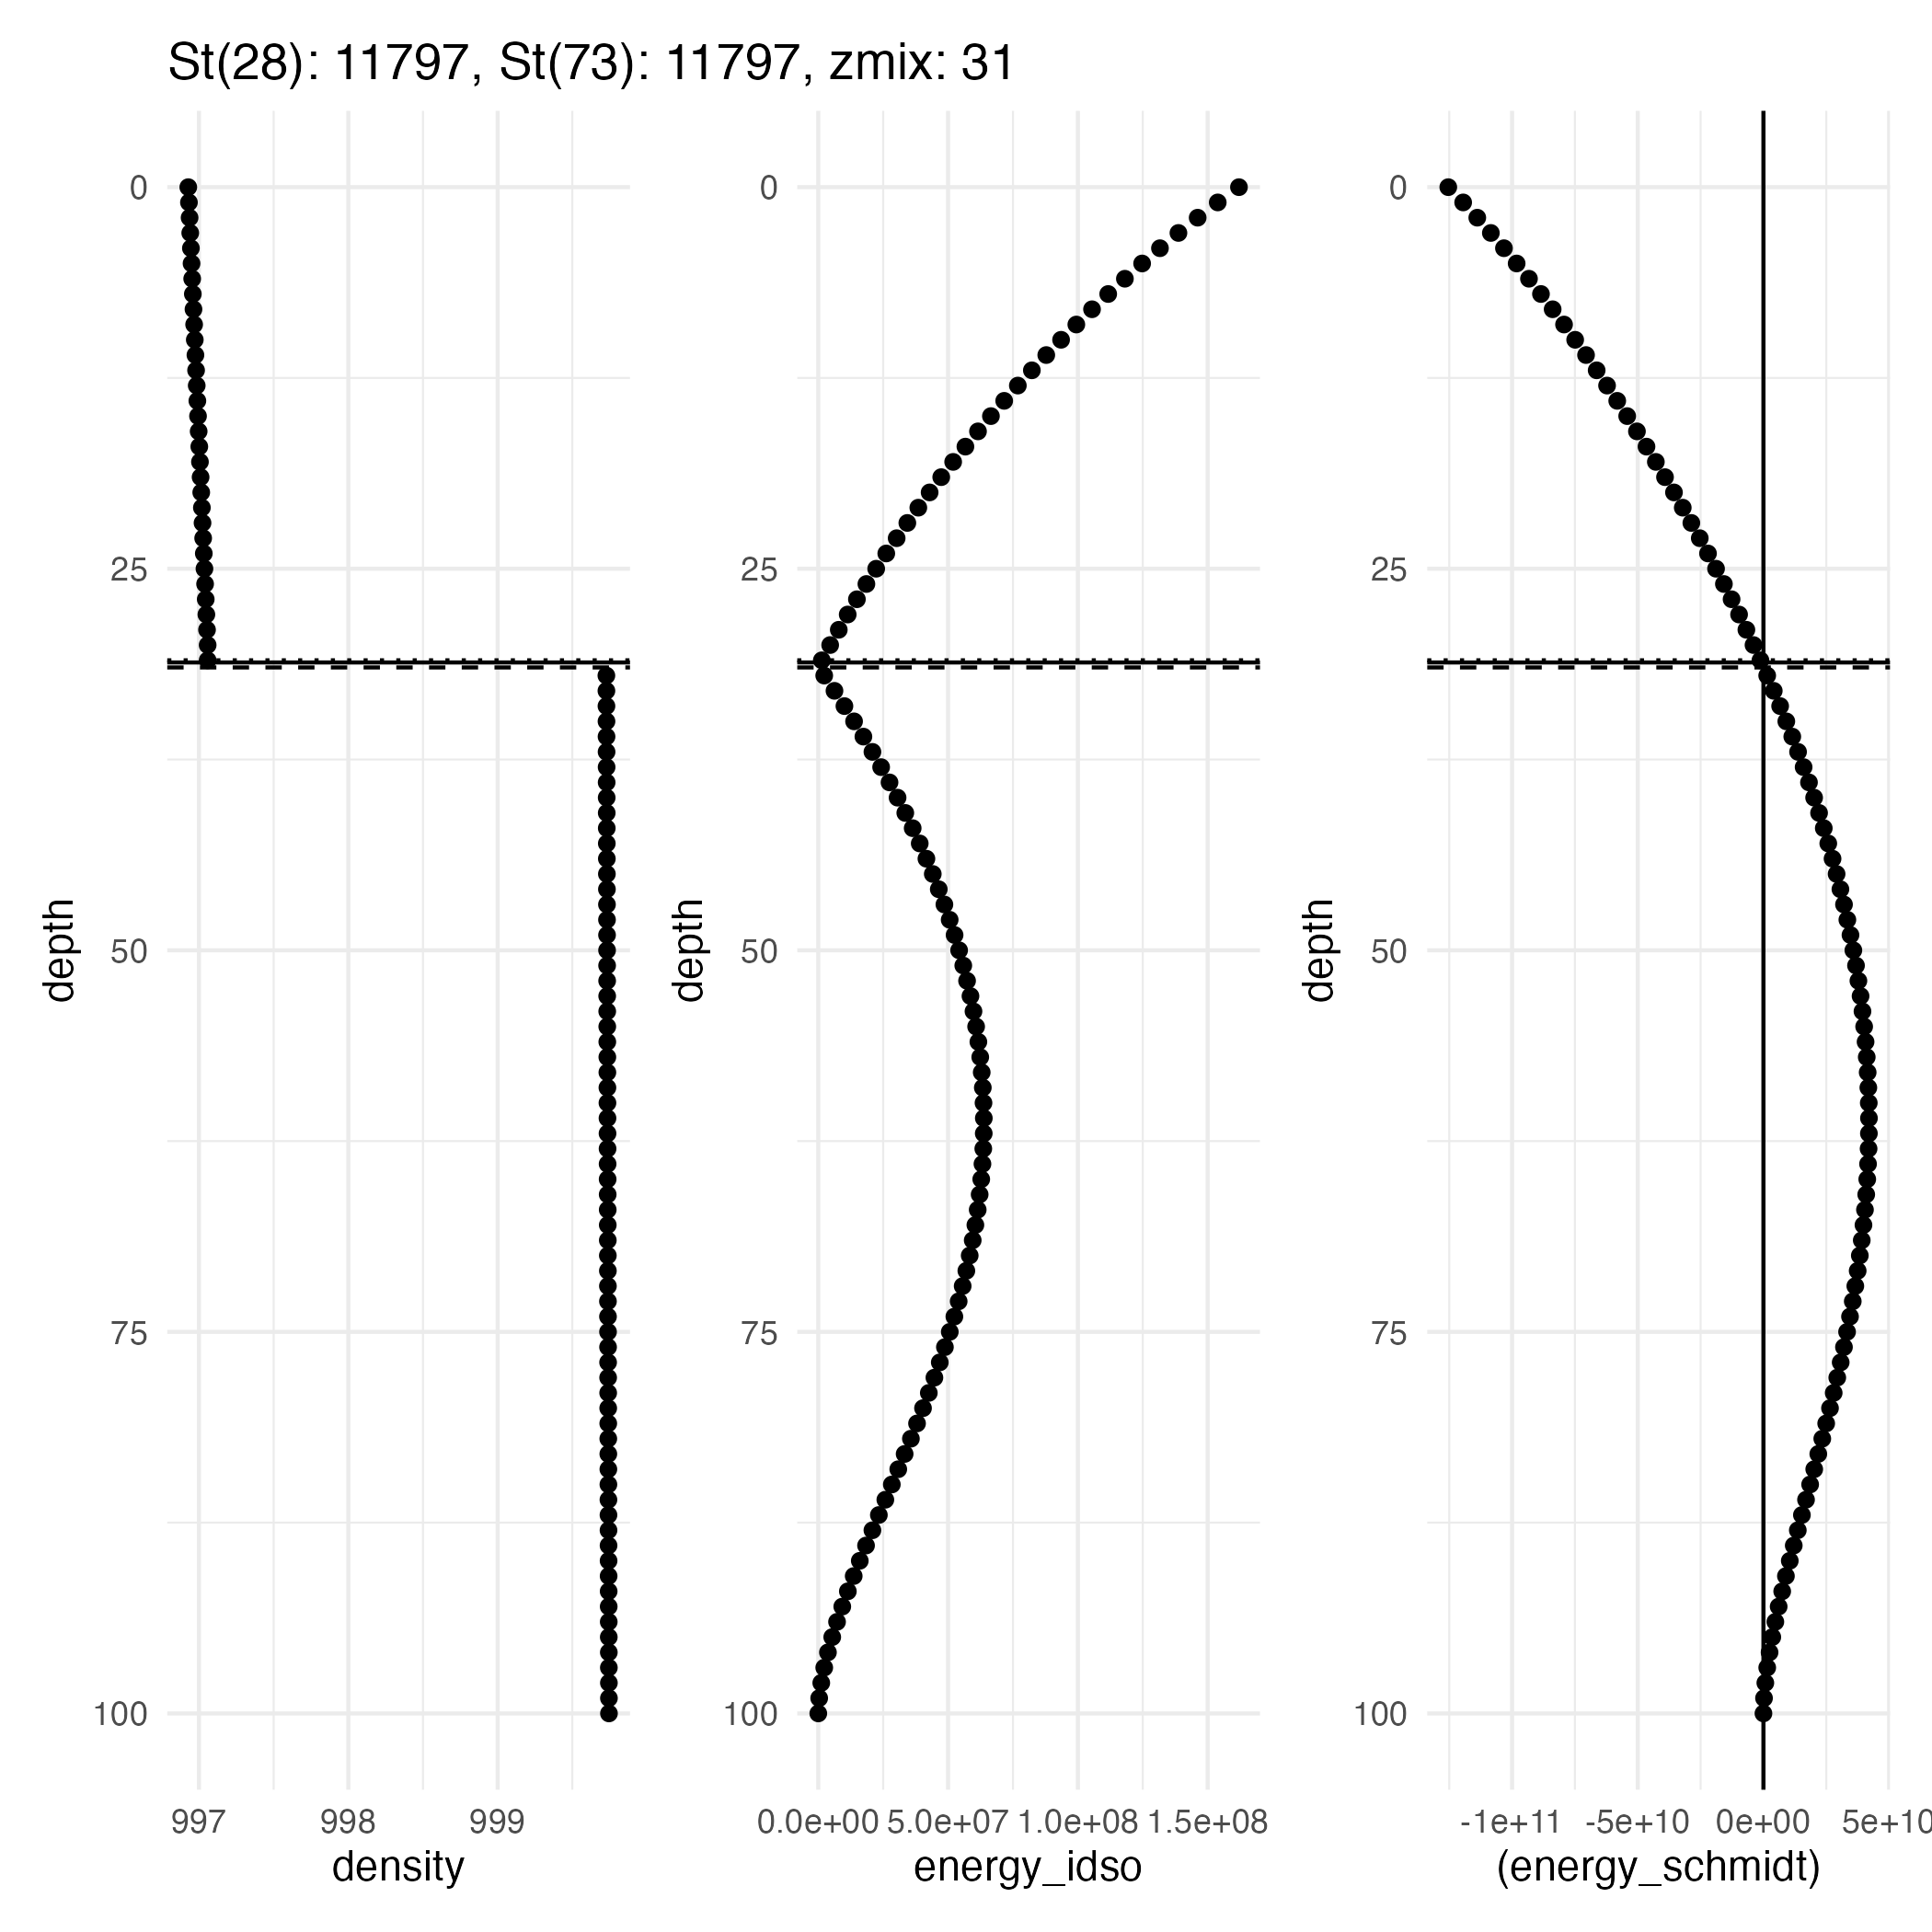 St(28): 11797, St(73): 11797, zmix: 31
depth
0
25
50
75
100
997 998 999
density
depth
0
25
50
75
100
0.0e+00 5.0e+07 1.0e+08 1.5e+08
energy_idso
depth
0
25
50
75
100
-1e+11 -5e+10 0e+00 5e+10
(energy_schmidt)